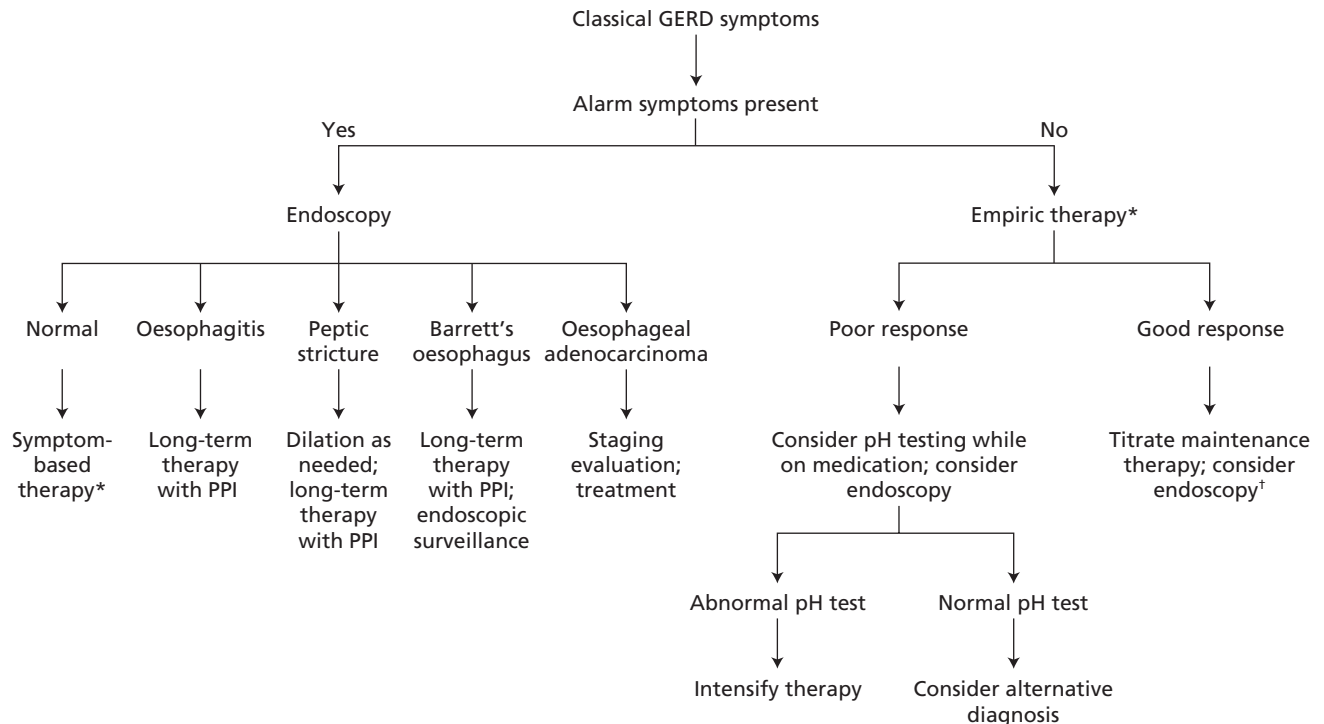 Classical GERD symptoms
Alarm symptoms present
Yes
No
Endoscopy
Empiric therapy*
Normal
Oesophagitis
Peptic
stricture
Barrett's
oesophagus
Oesophageal
adenocarcinoma
Poor response
Good response
Symptom-
based
therapy*
Long-term
therapy
with PPI
Dilation as
needed;
long-term
therapy
with PPI
Long-term
therapy
with PPI;
endoscopic
surveillance
Staging
evaluation;
treatment
Consider pH testing while
on medication; consider
endoscopy
Titrate maintenance
therapy; consider
endoscopy†
Abnormal pH test
Normal pH test
Intensify therapy
Consider alternative
diagnosis